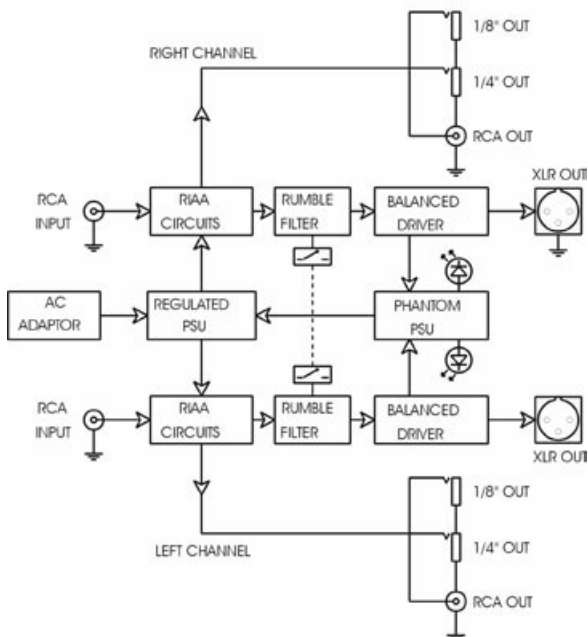 1/8" OUT
RIGHT CHANNEL
1/4" OUT
RCA OUT
XLR OUT
RCA
INPUT
RIAA
CIRCUITS
RUMBLE
FILTER
BALANCED
DRIVER
AC
ADAPTOR
REGULATED
PSU
PHANTOM
PSU
RCA
INPUT
RIAA
CIRCUITS
RUMBLE
FILTER
BALANCED
DRIVER
XLR OUT
1/8" OUT
LEFT CHANNEL
1/4" OUT
RCA OUT